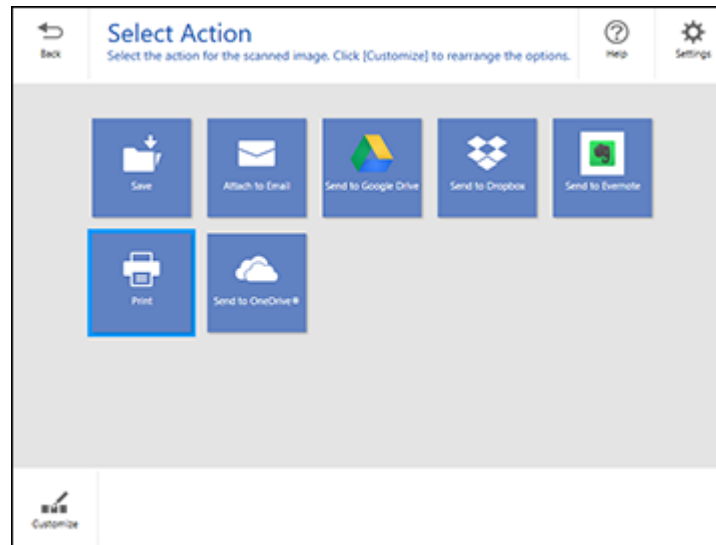 Back
Select Action
Select the action for the scanned image. Click [Customize] to rearrange the options.
Help
Settings
Save
Attach to Email
Send to Google Drive
Send to Dropbox
Send to Evernote
Print
Send to OneDrive®
Customize